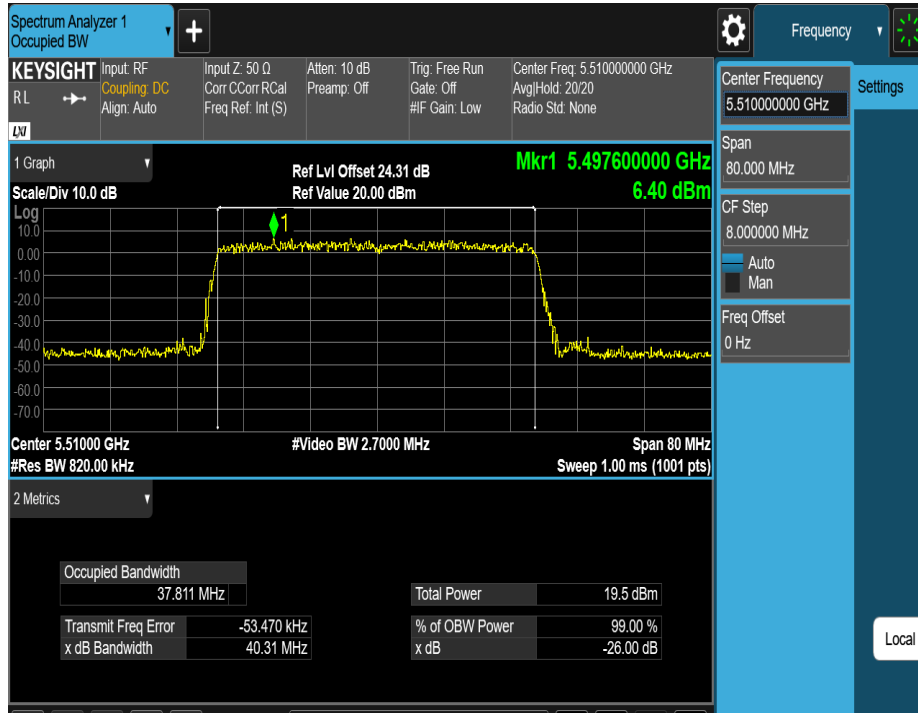 Spectrum Analyzer 1
Occupied BW
+
Frequency
KEYSIGHT
R L
LXI
Input: RF
Coupling: DC
Align: Auto
Input Z: 50 Ω
Corr CCorr RCal
Freq Ref: Int (S)
Atten: 10 dB
Preamp: Off
Trig: Free Run
Gate: Off
#IF Gain: Low
Center Freq: 5.510000000 GHz
Avg|Hold: 20/20
Radio Std: None
Center Frequency
5.510000000 GHz
Settings
Span
80.000 MHz
CF Step
8.000000 MHz
Auto
Man
Freq Offset
0 Hz
Local
1 Graph
Scale/Div 10.0 dB
Ref Lvl Offset 24.31 dB
Ref Value 20.00 dBm
Mkr1 5.497600000 GHz
6.40 dBm
Log
1
10.0
0.00
-10.0
-20.0
-30.0
-40.0
-50.0
-60.0
-70.0
Center 5.51000 GHz
#Video BW 2.7000 MHz
Span 80 MHz
#Res BW 820.00 kHz
Sweep 1.00 ms (1001 pts)
2 Metrics
Occupied Bandwidth
37.811 MHz
Total Power 19.5 dBm
Transmit Freq Error -53.470 kHz
% of OBW Power 99.00 %
x dB Bandwidth 40.31 MHz
x dB -26.00 dB